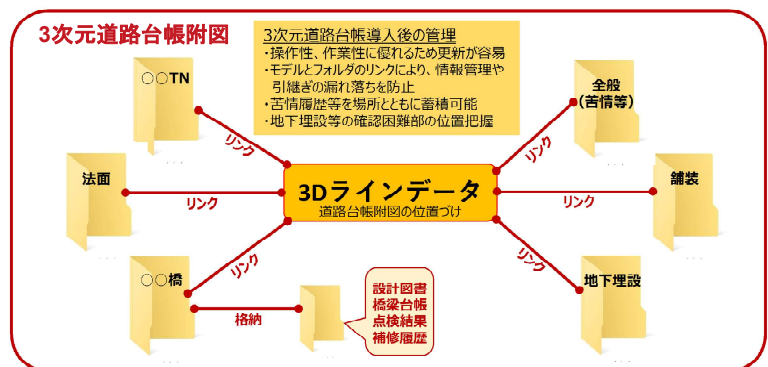 3次元道路台帳附図
3次元道路台帳導入後の管理
・操作性、作業性に優れるため更新が容易
・モデルとフォルダのリンクにより、情報管理や
引継ぎの漏れ落ちを防止
・苦情履歴等を場所とともに蓄積可能
・地下埋設等の確認困難部の位置把握
○○TN
...
リンク
全般
(苦情等)
...
リンク
法面
...
リンク
3Dラインデータ
道路台帳附図の位置づけ
リンク
舗装
...
リンク
○○橋
...
格納
...
設計図書
橋梁台帳
点検結果
補修履歴
リンク
地下埋設
...